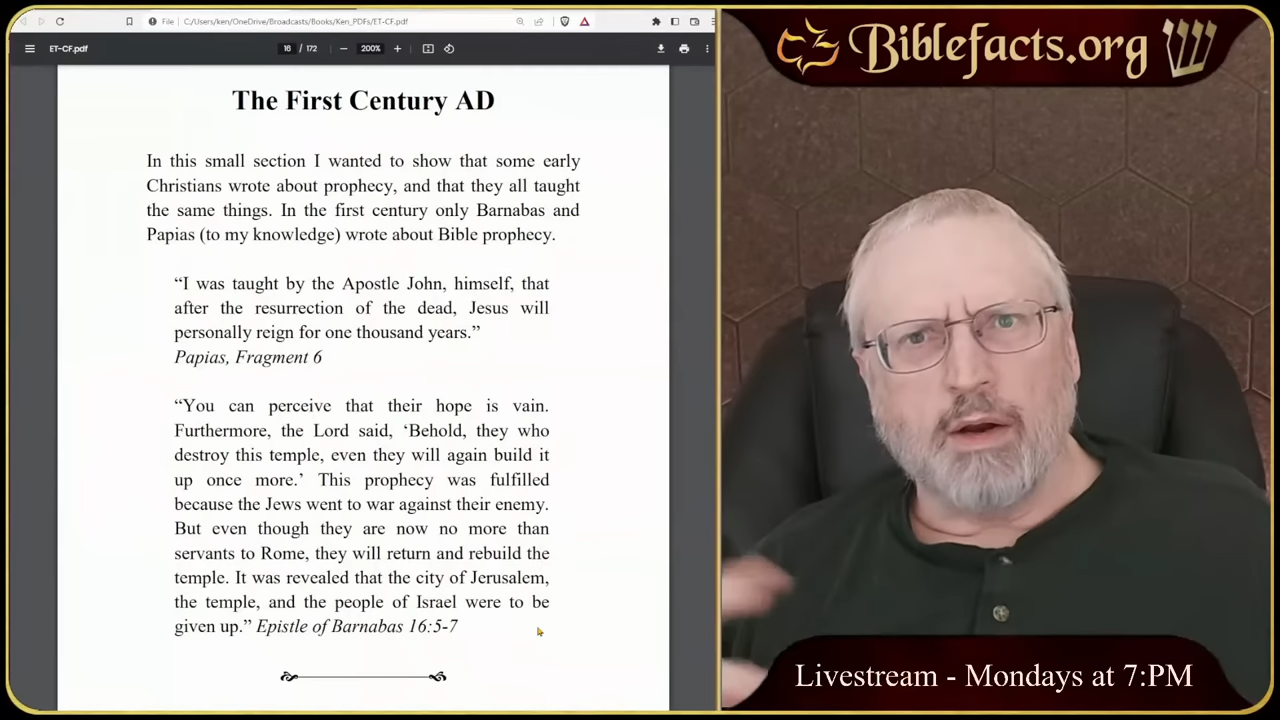 File
C:/Users/ken/OneDrive/Broadcasts/Books/Ken_PDFs/ET-CF.pdf
ET-CF.pdf
16 / 172
200%
The First Century AD
In this small section I wanted to show that some early
Christians wrote about prophecy, and that they all taught
the same things. In the first century only Barnabas and
Papias (to my knowledge) wrote about Bible prophecy.
“I was taught by the Apostle John, himself, that
after the resurrection of the dead, Jesus will
personally reign for one thousand years.”
Papias, Fragment 6
“You can perceive that their hope is vain.
Furthermore, the Lord said, ‘Behold, they who
destroy this temple, even they will again build it
up once more.’ This prophecy was fulfilled
because the Jews went to war against their enemy.
But even though they are now no more than
servants to Rome, they will return and rebuild the
temple. It was revealed that the city of Jerusalem,
the temple, and the people of Israel were to be
given up.” Epistle of Barnabas 16:5-7
Biblefacts.org
Livestream - Mondays at 7:PM